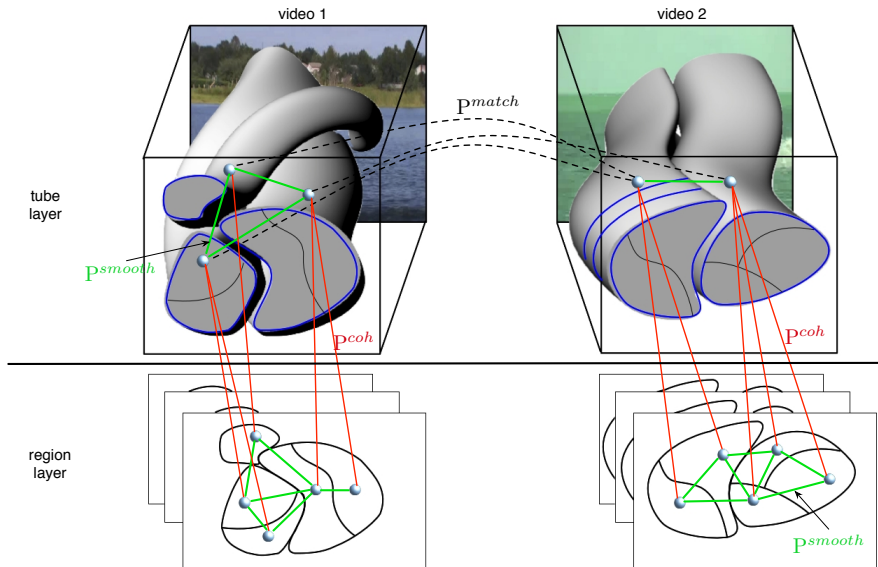 video 1
video 2
P^{match}
tube
layer
P^{smooth}
P^{coh}
P^{coh}
region
layer
P^{smooth}